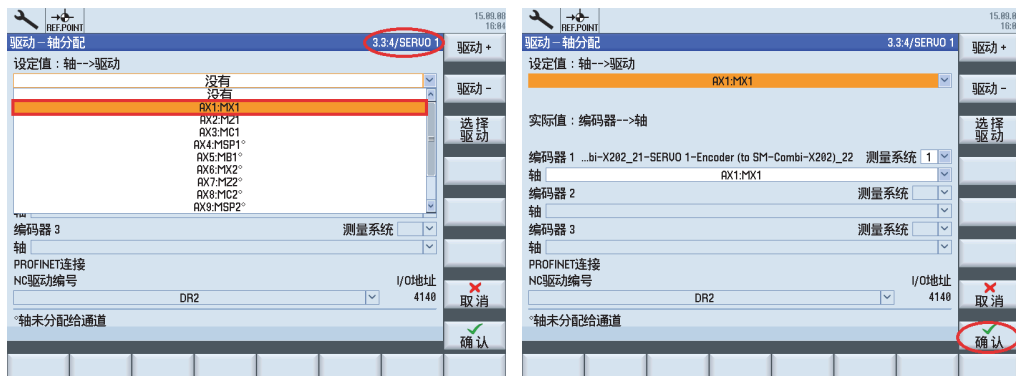 REF.POINT
15.09.08
16:04
驱动－轴分配
3.3:4/SERVO 1
设定值：轴-->驱动
没有
没有
AX1:MX1
AX2:MZ1
AX3:MC1
AX4:MSP1°
AX5:MB1°
AX6:MX2°
AX7:MZ2°
AX8:MC2°
AX9:MSP2°
编码器 3
测量系统
轴
PROFINET连接
NC驱动编号
I/O地址
DR2
4140
°轴未分配给通道
驱动 +
驱动 -
选择
驱动
取消
确认
REF.POINT
驱动－轴分配
3.3:4/SERVO 1
设定值：轴-->驱动
AX1:MX1
实际值：编码器-->轴
编码器 1 ...bi-X202_21-SERVO 1-Encoder (to SM-Combi-X202)_22 测量系统 1
轴
AX1:MX1
编码器 2
测量系统
轴
编码器 3
测量系统
轴
PROFINET连接
NC驱动编号
I/O地址
DR2
4140
°轴未分配给通道
驱动 +
驱动 -
选择
驱动
取消
确认